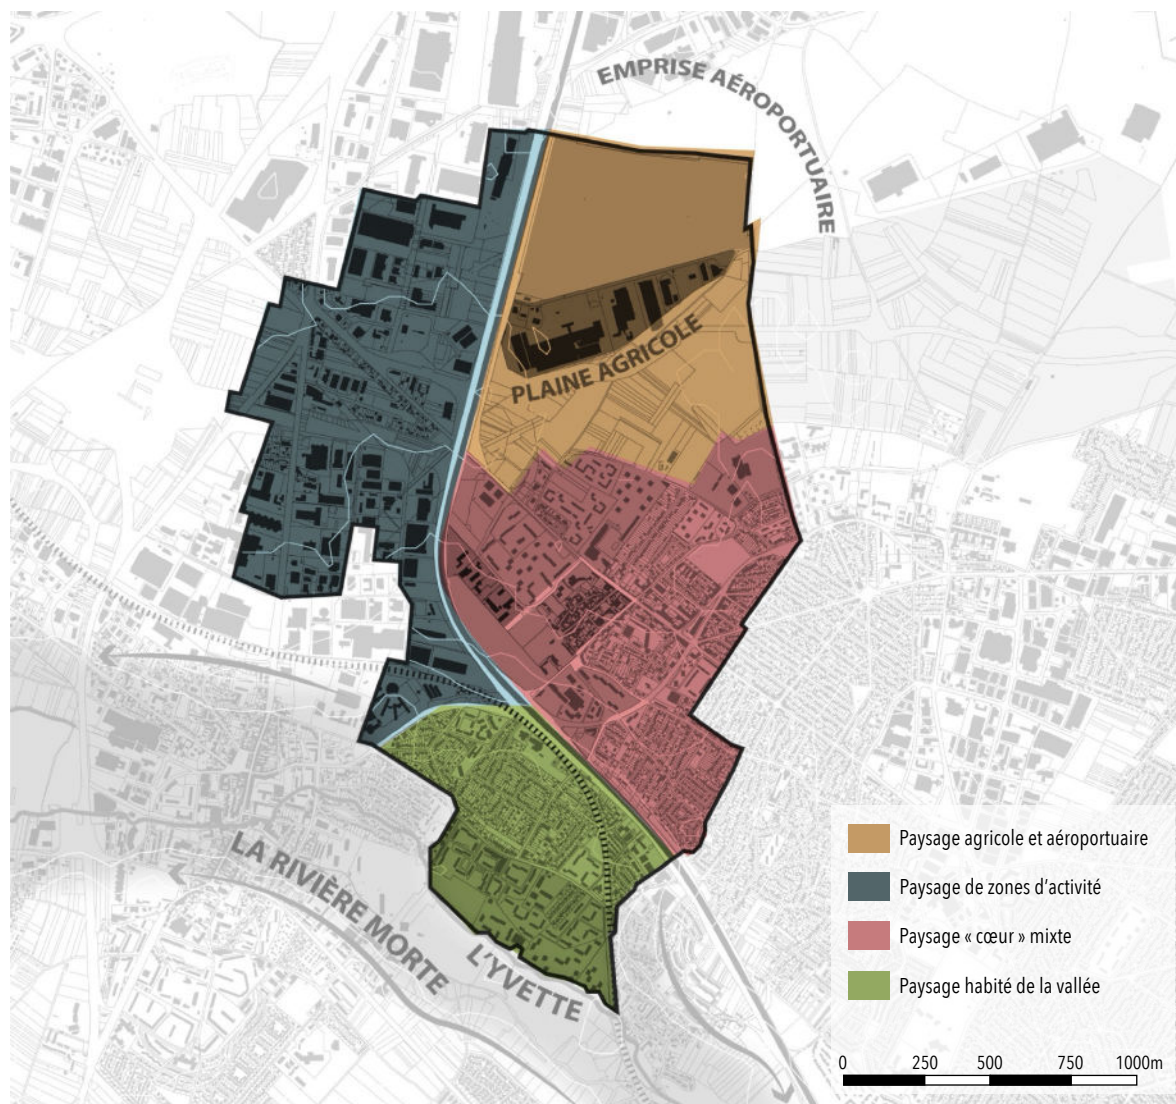 EMPRISE AÉROPORTUAIRE
PLAINE AGRICOLE
LA RIVIÈRE MORTE
L'YVETTE
Paysage agricole et aéroportuaire
Paysage de zones d'activité
Paysage « cœur » mixte
Paysage habité de la vallée
0 250 500 750 1000m